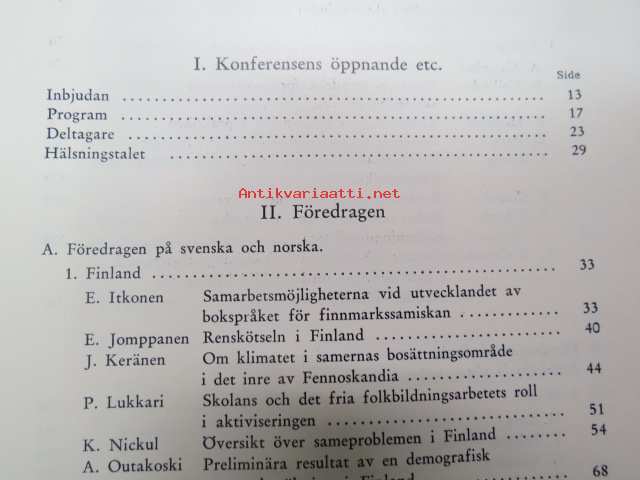 I. Konferensens öppnande etc.
Side
Inbjudan 13
Program 17
Deltagare 23
Hälsningstalet 29
Antikvariaatti.net
II. Föredragen
A. Föredragen på svenska och norska.
1. Finland 33
E. Itkonen Samarbetsmöjligheterna vid utvecklandet av
bokspråket för finnmarkssamiskan 33
E. Jomppanen Renskötseln i Finland 40
J. Keränen Om klimatet i samernas bosättningsområde
i det inre av Fennoskandia 44
P. Lukkari Skolans och det fria folkbildningsarbetets roll
i aktiviseringen 51
K. Nickul Översikt över sameproblemen i Finland 54
A. Outakoski Preliminära resultat av en demografisk
i Finland 68